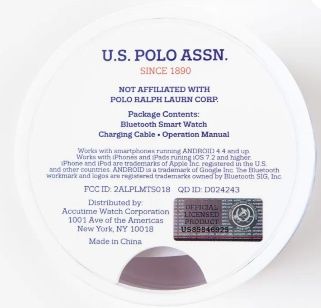 U.S. POLO ASSN.
SINCE 1890
NOT AFFILIATED WITH
POLO RALPH LAURN CORP.
Package Contents:
Bluetooth Smart Watch
Charging Cable • Operation Manual
Works with smartphones running ANDROID 4.4 and up.
Works with iPhones and iPads runing iOS 7.2 and higher.
iPhone and iPod are trademarks of Apple Inc. registered in the U.S.
and other countries. ANDROID is a trademark of Google Inc. The Bluetooth
workmark and logos are registered trademarks owned by Bluetooth SIG, Inc.
FCC ID: 2ALPLMTS018 QD ID: D024243
Distributed by:
Accutime Watch Corporation
1001 Ave of the Americas
New York, NY 10018
Made in China
OFFICIAL
LICENSED
PRODUCT